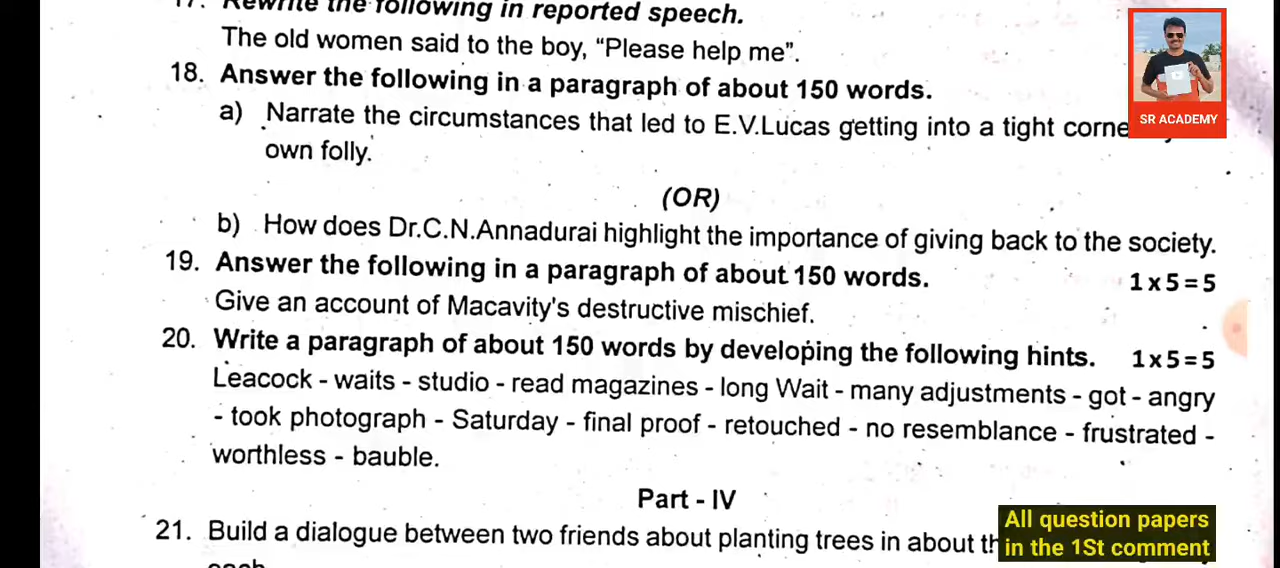 17. Rewrite the following in reported speech.
The old women said to the boy, “Please help me”.
18. Answer the following in a paragraph of about 150 words.
a) Narrate the circumstances that led to E.V.Lucas getting into a tight
own folly.
(OR)
b) How does Dr.C.N.Annadurai highlight the importance of giving back to the society.
19. Answer the following in a paragraph of about 150 words. 1x5=5
Give an account of Macavity's destructive mischief.
20. Write a paragraph of about 150 words by developing the following hints. 1x5=5
Leacock - waits - studio - read magazines - long Wait - many adjustments - got - angry
- took photograph - Saturday - final proof - retouched - no resemblance - frustrated -
worthless - bauble.
Part - IV
21. Build a dialogue between two friends about planting trees in about
SR ACADEMY
All question papers
in the 1St comment